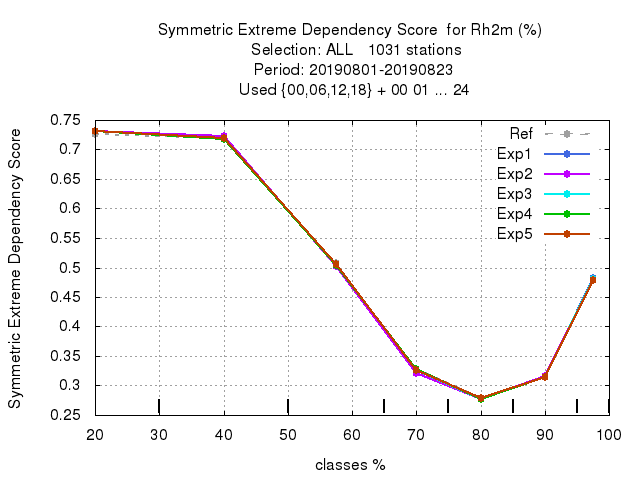 Symmetric Extreme Dependency Score  for Rh2m (%)
Selection: ALL   1031 stations
Period: 20190801-20190823
Used {00,06,12,18} + 00 01 ... 24
Symmetric Extreme Dependency Score
0.75
0.7
0.65
0.6
0.55
0.5
0.45
0.4
0.35
0.3
0.25
Ref
Exp1
Exp2
Exp3
Exp4
Exp5
20 30 40 50 60 70 80 90 100
classes %